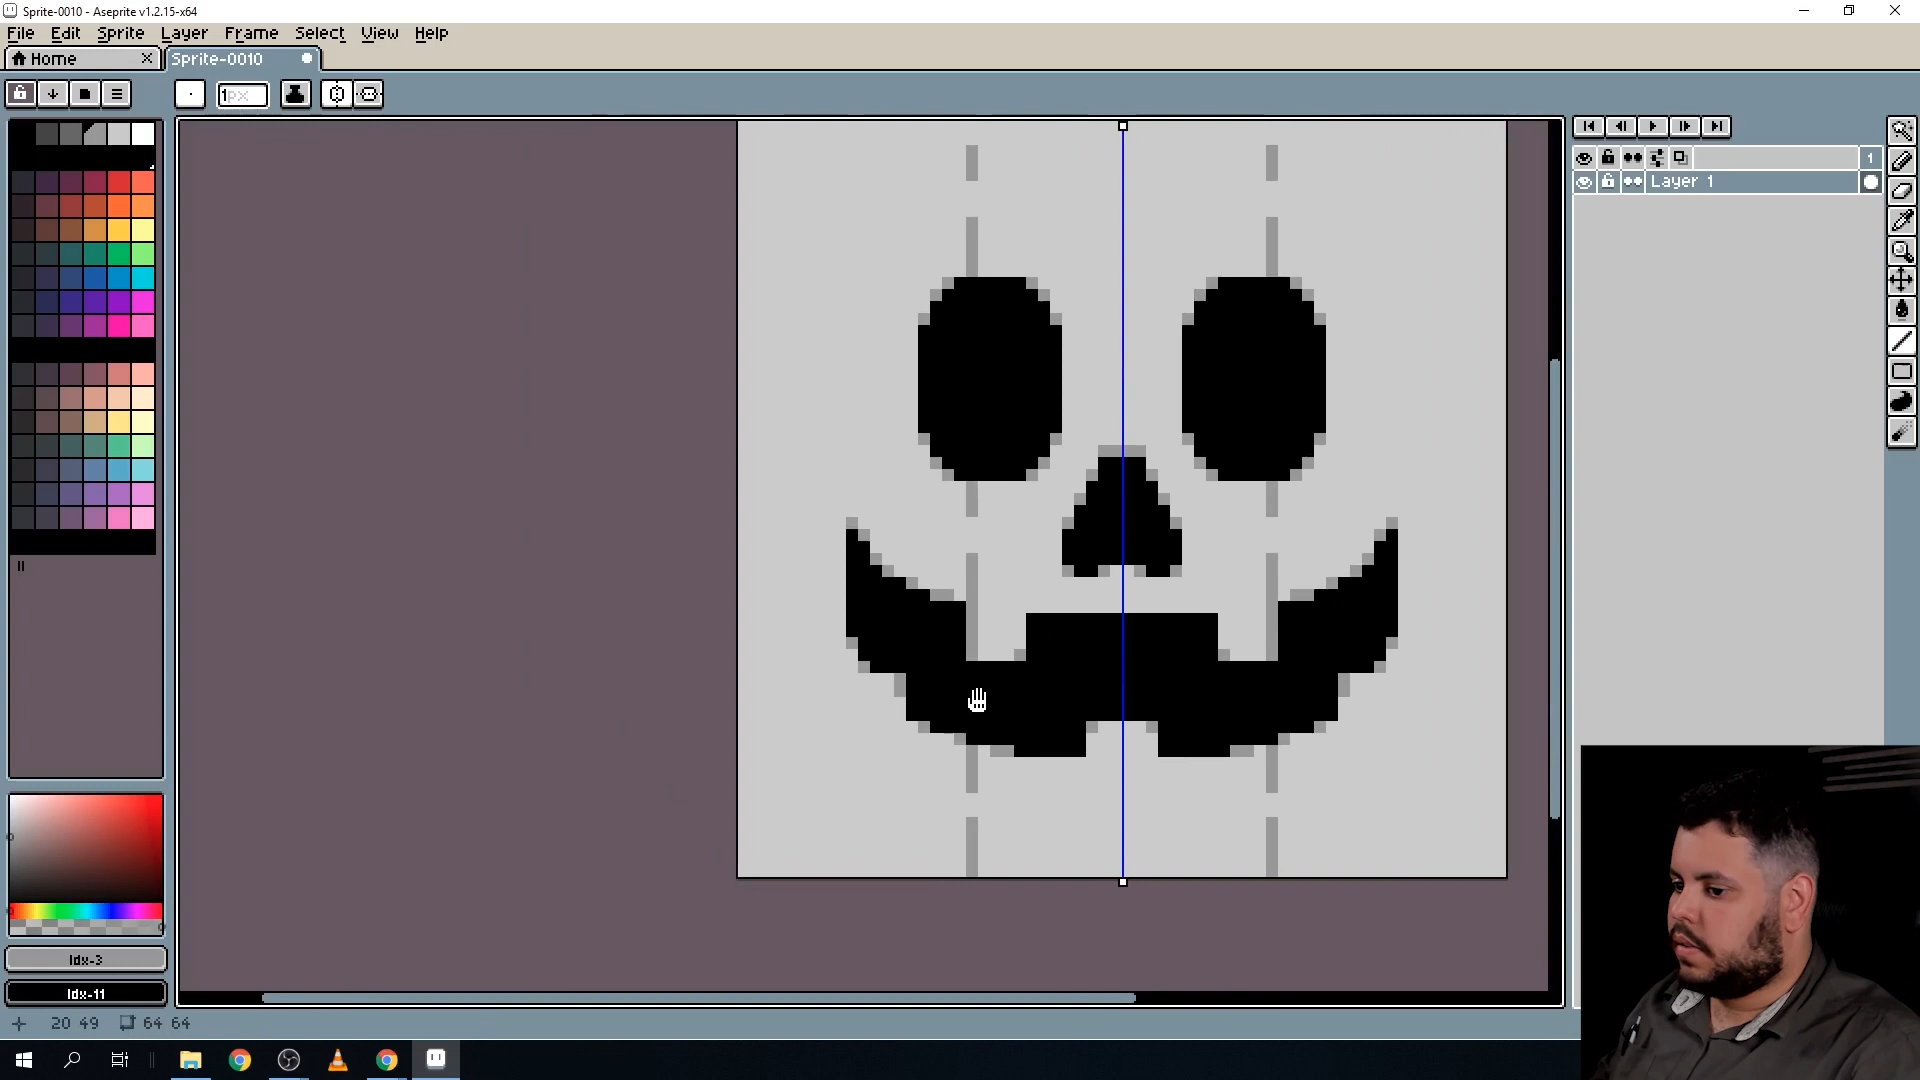 Sprite-0010 - Aseprite v1.2.15-x64
File Edit Sprite Layer Frame Select View Help
Home
Sprite-0010
1px
1
Layer 1
Idx-3
Idx-11
20 49 64 64